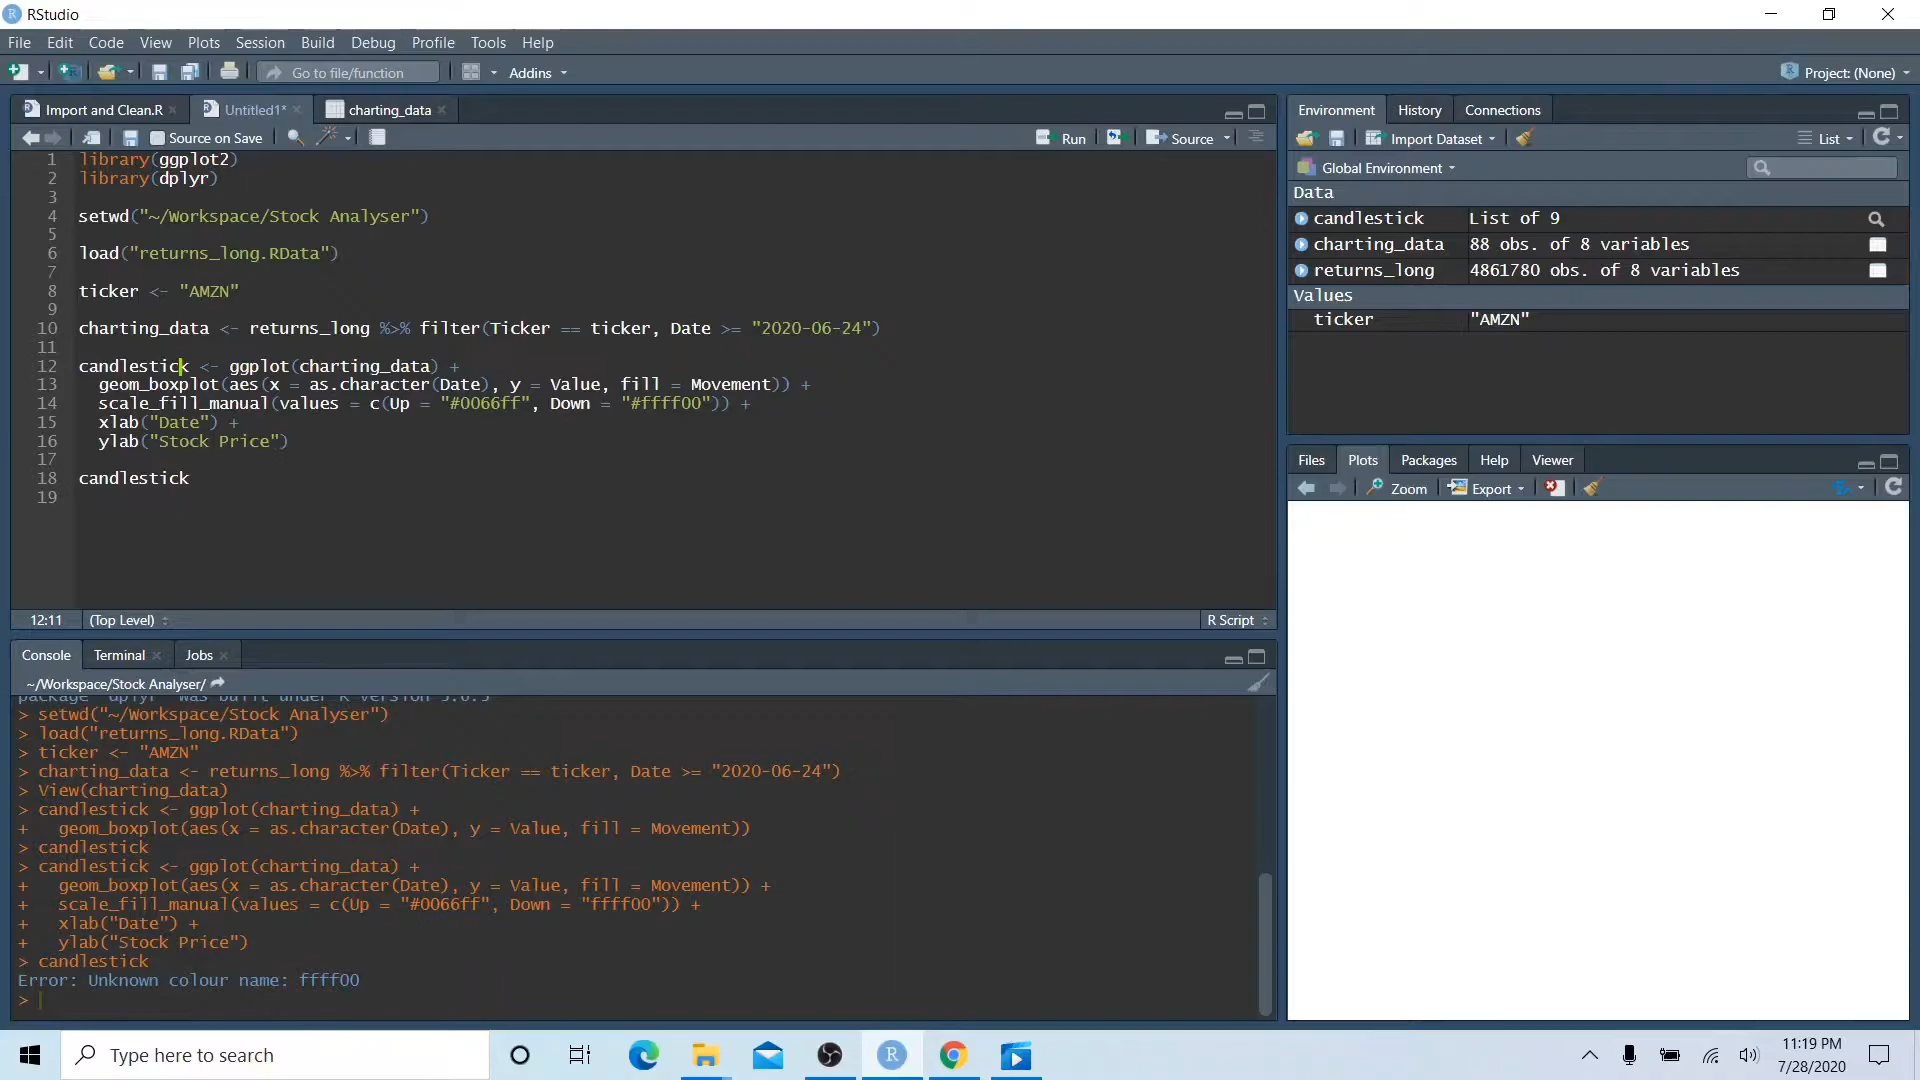 RStudio
File Edit Code View Plots Session Build Debug Profile Tools Help
Go to file/function Addins Project: (None)
Import and Clean.R Untitled1* charting_data
Source on Save Run Source
1 library(ggplot2)
2 library(dplyr)
3
4 setwd("~/Workspace/Stock Analyser")
5
6 load("returns_long.RData")
7
8 ticker <- "AMZN"
9
10 charting_data <- returns_long %>% filter(Ticker == ticker, Date >= "2020-06-24")
11
12 candlestick <- ggplot(charting_data) +
13 geom_boxplot(aes(x = as.character(Date), y = Value, fill = Movement)) +
14 scale_fill_manual(values = c(Up = "#0066ff", Down = "#ffff00")) +
15 xlab("Date") +
16 ylab("Stock Price")
17
18 candlestick
19
12:11 (Top Level) R Script
Console Terminal Jobs
~/Workspace/Stock Analyser/
> setwd("~/Workspace/Stock Analyser")
> load("returns_long.RData")
> ticker <- "AMZN"
> charting_data <- returns_long %>% filter(Ticker == ticker, Date >= "2020-06-24")
> View(charting_data)
> candlestick <- ggplot(charting_data) +
+ geom_boxplot(aes(x = as.character(Date), y = Value, fill = Movement))
> candlestick
> candlestick <- ggplot(charting_data) +
+ geom_boxplot(aes(x = as.character(Date), y = Value, fill = Movement)) +
+ scale_fill_manual(values = c(Up = "#0066ff", Down = "ffff00")) +
+ xlab("Date") +
+ ylab("Stock Price")
> candlestick
Error: Unknown colour name: ffff00
>
Environment History Connections
Import Dataset List
Global Environment
Data
candlestick List of 9
charting_data 88 obs. of 8 variables
returns_long 4861780 obs. of 8 variables
Values
ticker "AMZN"
Files Plots Packages Help Viewer
Zoom Export
Type here to search
11:19 PM
7/28/2020